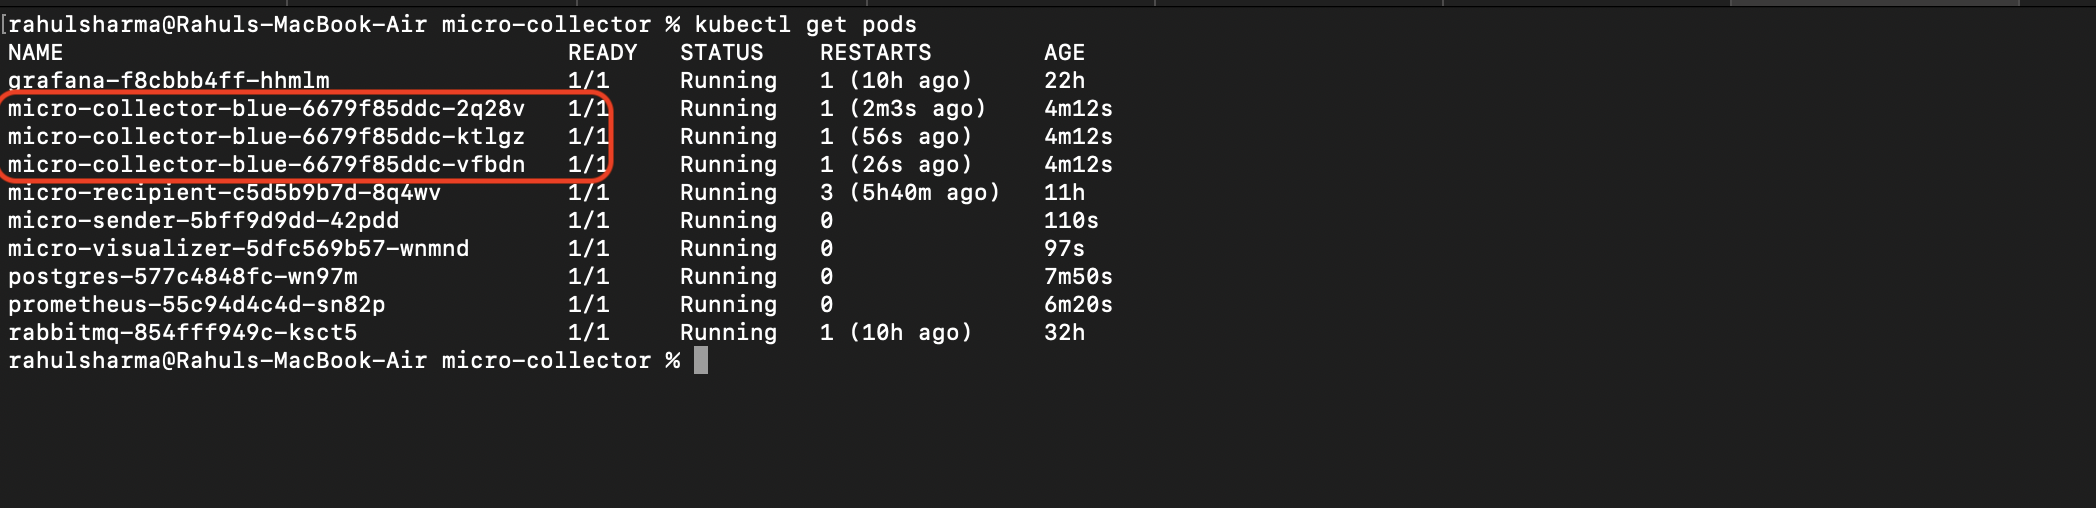 [rahulsharma@Rahuls-MacBook-Air micro-collector % kubectl get pods
NAME READY STATUS RESTARTS AGE
grafana-f8cbbb4ff-hhmlm 1/1 Running 1 (10h ago) 22h
micro-collector-blue-6679f85ddc-2q28v 1/1 Running 1 (2m3s ago) 4m12s
micro-collector-blue-6679f85ddc-ktlgz 1/1 Running 1 (56s ago) 4m12s
micro-collector-blue-6679f85ddc-vfbdn 1/1 Running 1 (26s ago) 4m12s
micro-recipient-c5d5b9b7d-8q4wv 1/1 Running 3 (5h40m ago) 11h
micro-sender-5bff9d9dd-42pdd 1/1 Running 0 110s
micro-visualizer-5dfc569b57-wnmnd 1/1 Running 0 97s
postgres-577c4848fc-wn97m 1/1 Running 0 7m50s
prometheus-55c94d4c4d-sn82p 1/1 Running 0 6m20s
rabbitmq-854fff949c-ksct5 1/1 Running 1 (10h ago) 32h
rahulsharma@Rahuls-MacBook-Air micro-collector %